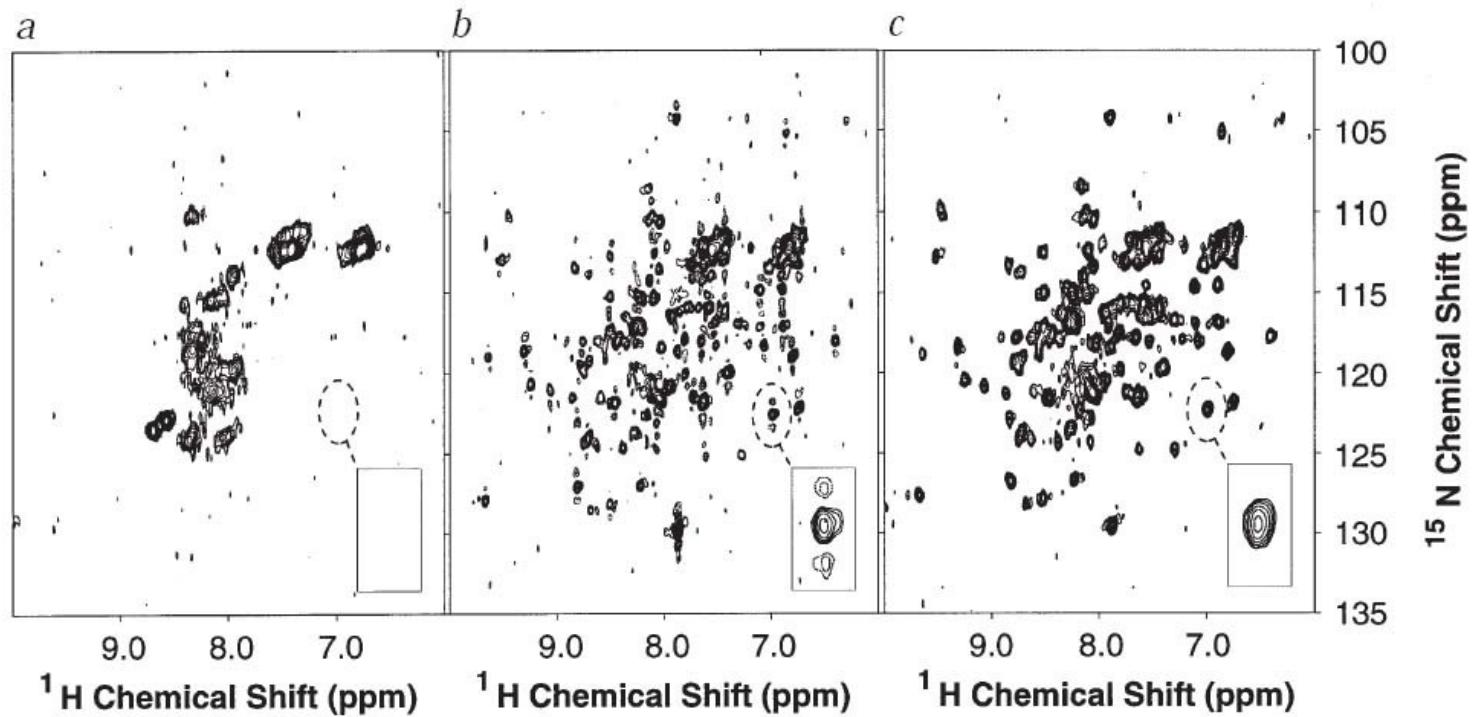 a
b
c
100
105
110
115
120
125
130
135
15 N Chemical Shift (ppm)
9.0 8.0 7.0
9.0 8.0 7.0
9.0 8.0 7.0
1 H Chemical Shift (ppm)
1 H Chemical Shift (ppm)
1 H Chemical Shift (ppm)